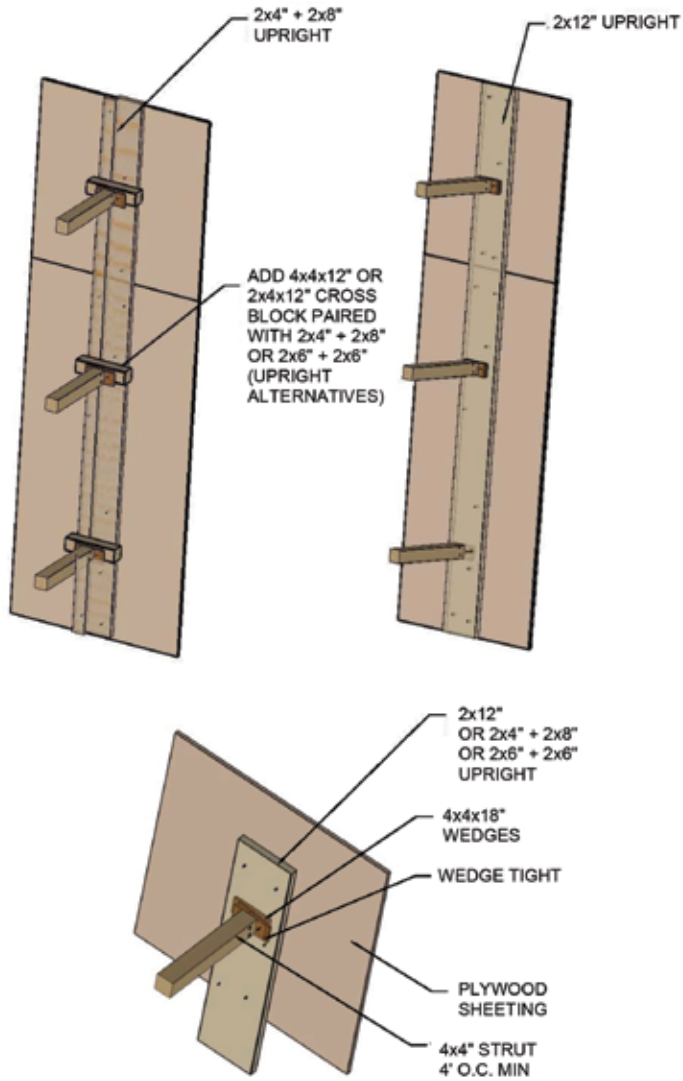 2x4" + 2x8"
UPRIGHT
2x12" UPRIGHT
ADD 4x4x12" OR
2x4x12" CROSS
BLOCK PAIRED
WITH 2x4" + 2x8"
OR 2x6" + 2x6"
(UPRIGHT
ALTERNATIVES)
2x12"
OR 2x4" + 2x8"
OR 2x6" + 2x6"
UPRIGHT
4x4x18"
WEDGES
WEDGE TIGHT
PLYWOOD
SHEETING
4x4" STRUT
4' O.C. MIN